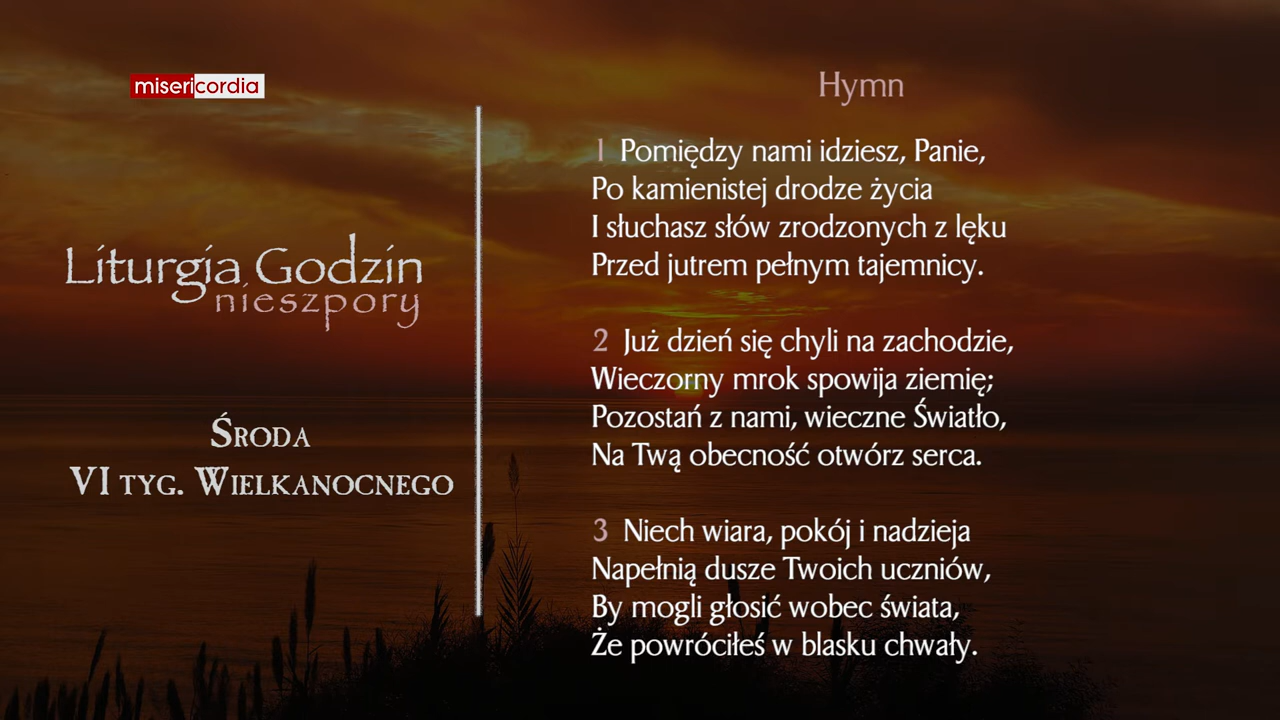 misericordia
Liturgia Godzin
nieszpory
Środa
VI tyg. Wielkanocnego
Hymn
1 Pomiędzy nami idziesz, Panie,
Po kamienistej drodze życia
I słuchasz słów zrodzonych z lęku
Przed jutrem pełnym tajemnicy.
2 Już dzień się chyli na zachodzie,
Wieczorny mrok spowija ziemię;
Pozostań z nami, wieczne Światło,
Na Twą obecność otwórz serca.
3 Niech wiara, pokój i nadzieja
Napełnią dusze Twoich uczniów,
By mogli głosić wobec świata,
Że powróciłeś w blasku chwały.